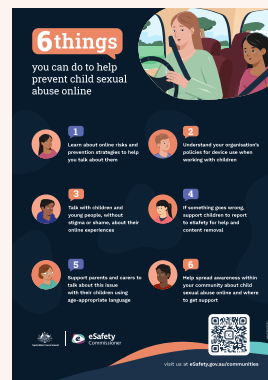 6 things
you can do to help
prevent child sexual
abuse online
1
Learn about online risks and
prevention strategies to help
you talk about them
2
Understand your organisation's
policies for device use when
working with children
3
Talk with children and
young people, without
stigma or shame, about their
online experiences
4
If something goes wrong,
support children to report
to eSafety for help and
content removal
5
Support parents and carers to
talk about this issue
with their children using
age-appropriate language
6
Help spread awareness within
your community about child
sexual abuse online and where
to get support
Australian Government
eSafety
Commissioner
visit us at eSafety.gov.au/communities